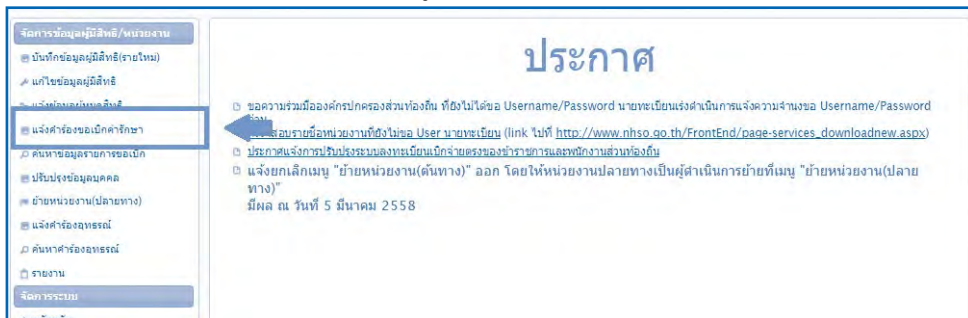 จัดการข้อมูลผู้มีสิทธิ/หน่วยงาน
บันทึกข้อมูลผู้มีสิทธิ(รายใหม่)
แก้ไขข้อมูลผู้มีสิทธิ
แจ้งข้อมูลผู้หมดสิทธิ
แจ้งคำร้องขอเบิกค่ารักษา
ค้นหาข้อมูลรายการขอเบิก
ปรับปรุงข้อมูลบุคคล
ย้ายหน่วยงาน(ปลายทาง)
แจ้งคำร้องอุทธรณ์
ค้นหาคำร้องอุทธรณ์
รายงาน
จัดการระบบ
ประกาศ
ขอความร่วมมือองค์กรปกครองส่วนท้องถิ่น ที่ยังไม่ได้ขอ Username/Password นายทะเบียนเร่งดำเนินการแจ้งความจำนงขอ Username/Password
ด่วน
สอบรายชื่อหน่วยงานที่ยังไม่ขอ User นายทะเบียน (link ไปที่ http://www.nhso.go.th/FrontEnd/page-services_downloadnew.aspx)
ประกาศแจ้งการปรับปรุงระบบลงทะเบียนเบิกจ่ายตรงของข้าราชการและพนักงานส่วนท้องถิ่น
แจ้งยกเลิกเมนู "ย้ายหน่วยงาน(ต้นทาง)" ออก โดยให้หน่วยงานปลายทางเป็นผู้ดำเนินการย้ายที่เมนู "ย้ายหน่วยงาน(ปลาย
ทาง)"
มีผล ณ วันที่ 5 มีนาคม 2558